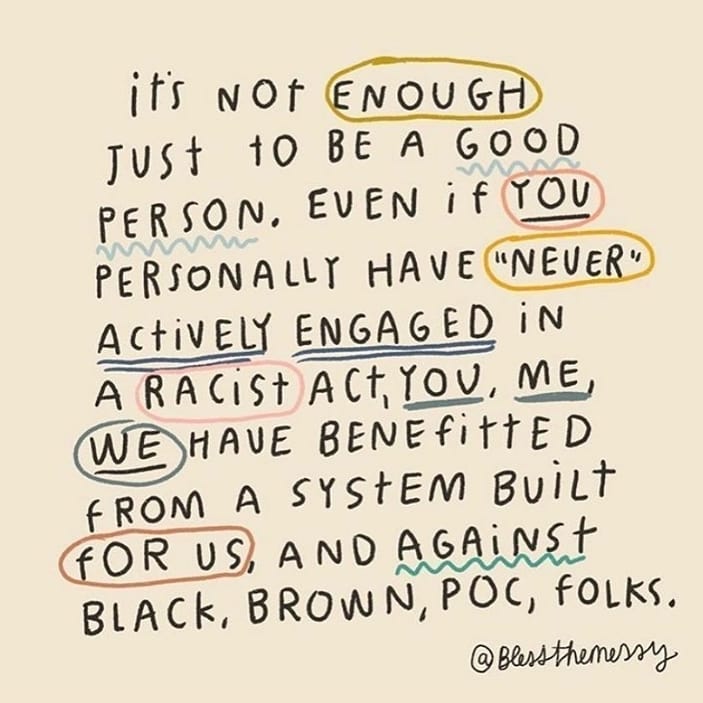 it's NOt ENOUGH
JUSt tO BE A GOOD
PERSON. EVEN if YOU
PERSONALLY HAVE "NEVER"
ACtiVELY ENGAGED iN
A RACiSt ACt, YOU, ME,
WE HAVE BENEfittED
fROM A SYStEM BUiLt
fOR US, AND AGAiNSt
BLACK, BROWN, POC, fOLKS.
@Blessthemessy